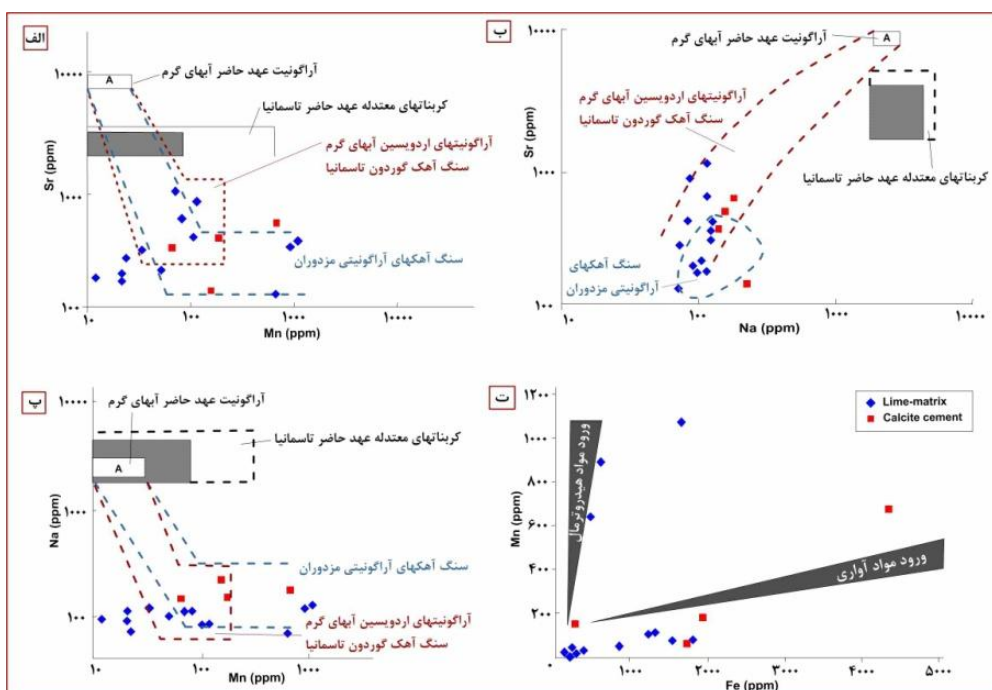 الف
Sr (ppm)
۱۰۰۰۰
۱۰۰۰
۱۰۰
۱۰
۱۰۰
۱۰۰۰
۱۰۰۰۰
Mn (ppm)
A
آراگونیت عهد حاضر آبهای گرم
کربناتهای معتدله عهد حاضر تاسمانیا
آراگونیتهای اردویسین آبهای گرم
سنگ آهک گوردون تاسمانیا
سنگ آهکهای آراگونیتی مزدوران
ب
Sr (ppm)
۱۰۰۰۰
۱۰۰۰
۱۰۰
۱۰
۱۰۰
۱۰۰۰
۱۰۰۰۰
Na (ppm)
آراگونیت عهد حاضر آبهای گرم
A
آراگونیتهای اردویسین آبهای گرم
سنگ آهک گوردون تاسمانیا
کربناتهای معتدله عهد حاضر تاسمانیا
سنگ آهکهای
آراگونیتی مزدوران
پ
Na (ppm)
۱۰۰۰۰
۱۰۰۰
۱۰۰
۱۰
۱۰۰
۱۰۰۰
Mn (ppm)
آراگونیت عهد حاضر آبهای گرم
A
کربناتهای معتدله عهد حاضر تاسمانیا
سنگ آهکهای آراگونیتی مزدوران
آراگونیتهای اردویسین آبهای گرم
سنگ آهک گوردون تاسمانیا
ت
Mn (ppm)
۱۲۰۰
۱۰۰۰
۸۰۰
۶۰۰
۴۰۰
۲۰۰
۰
۱۰۰۰
۲۰۰۰
۳۰۰۰
۴۰۰۰
۵۰۰۰
Fe (ppm)
Lime-matrix
Calcite cement
ورود مواد هیدروترمال
ورود مواد آواری